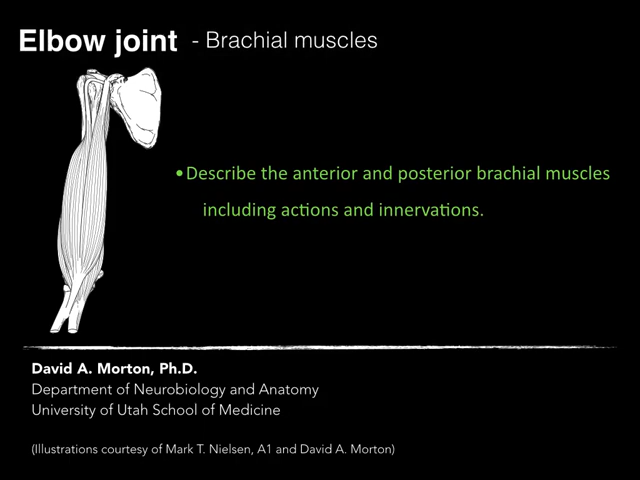 Elbow joint - Brachial muscles
•Describe the anterior and posterior brachial muscles
including actions and innervations.
David A. Morton, Ph.D.
Department of Neurobiology and Anatomy
University of Utah School of Medicine
(Illustrations courtesy of Mark T. Nielsen, A1 and David A. Morton)